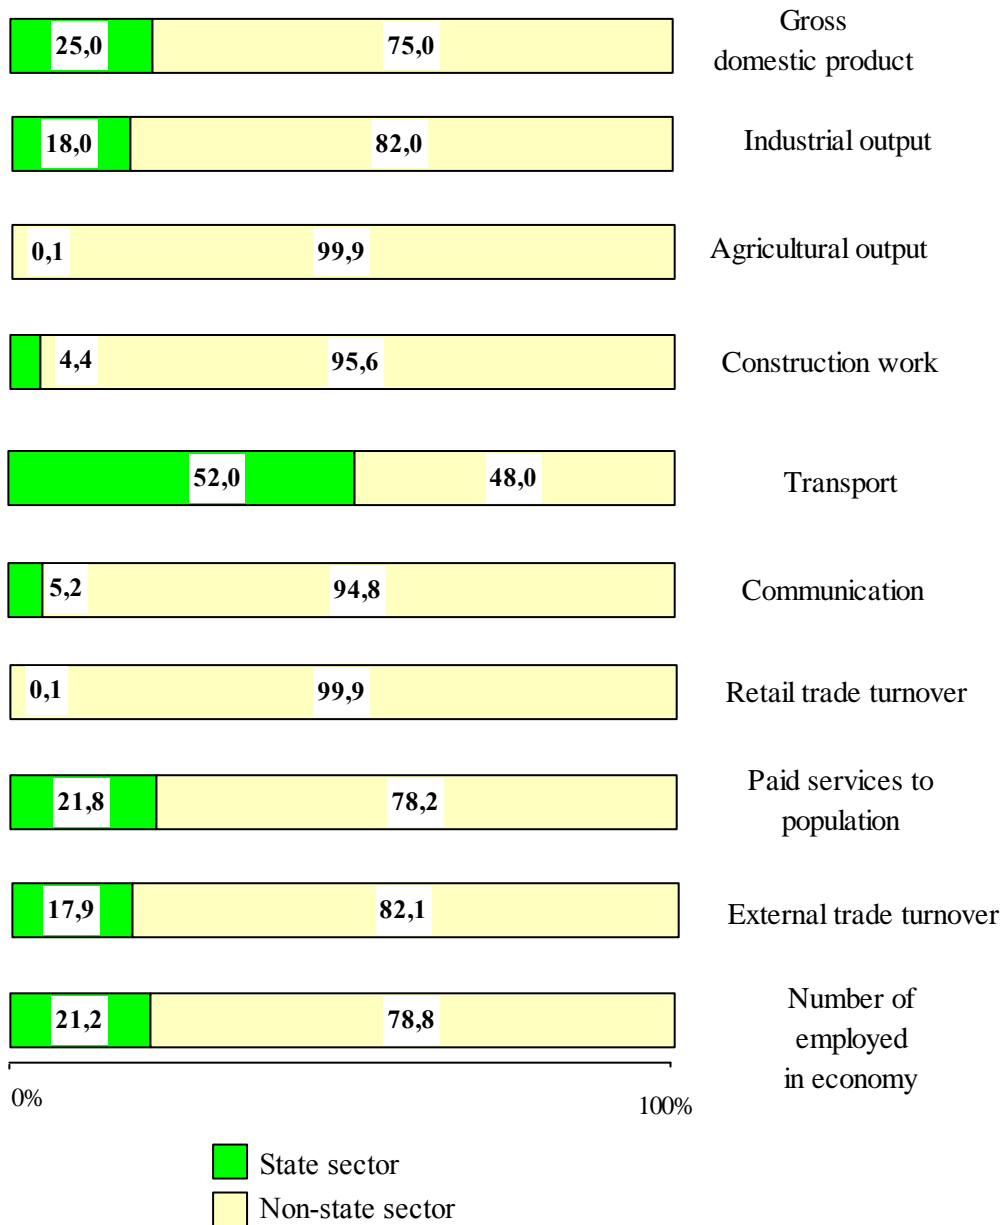 25,0 75,0 Gross
domestic product
18,0 82,0 Industrial output
0,1 99,9 Agricultural output
4,4 95,6 Construction work
52,0 48,0 Transport
5,2 94,8 Communication
0,1 99,9 Retail trade turnover
21,8 78,2 Paid services to
population
17,9 82,1 External trade turnover
21,2 78,8 Number of
employed
in economy
0% 100%
State sector
Non-state sector